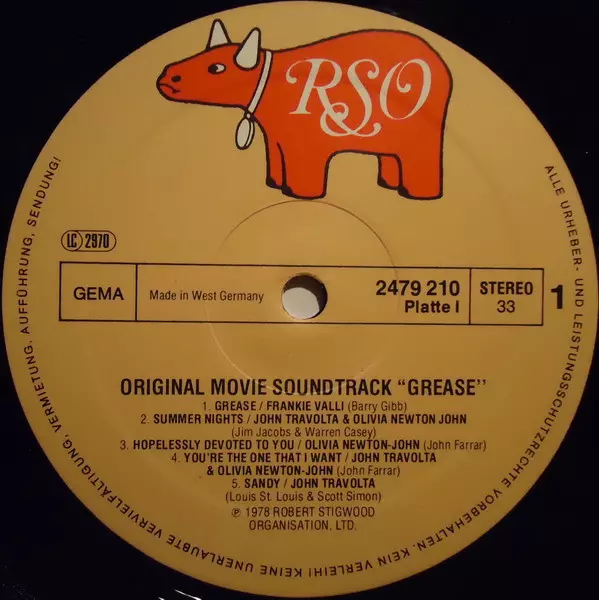 RSO
LC 2970
GEMA
Made in West Germany
2479 210
Platte I
STEREO
33
1
ORIGINAL MOVIE SOUNDTRACK “GREASE”
1. GREASE / FRANKIE VALLI (Barry Gibb)
2. SUMMER NIGHTS / JOHN TRAVOLTA & OLIVIA NEWTON JOHN
(Jim Jacobs & Warren Casey)
3. HOPELESSLY DEVOTED TO YOU / OLIVIA NEWTON-JOHN (John Farrar)
4. YOU'RE THE ONE THAT I WANT / JOHN TRAVOLTA
& OLIVIA NEWTON-JOHN (John Farrar)
5. SANDY / JOHN TRAVOLTA
(Louis St. Louis & Scott Simon)
℗ 1978 ROBERT STIGWOOD
ORGANISATION, LTD.
ALLE URHEBER- UND LEISTUNGSSCHUTZRECHTE VORBEHALTEN. KEIN VERLEIH! KEINE UNERLAUBTE VERVIELFÄLTIGUNG, VERMIETUNG, AUFFÜHRUNG, SENDUNG!